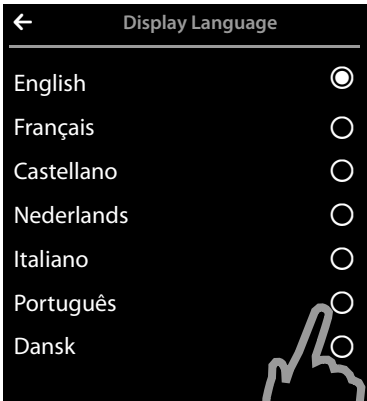 Display Language
English
Français
Castellano
Nederlands
Italiano
Português
Dansk